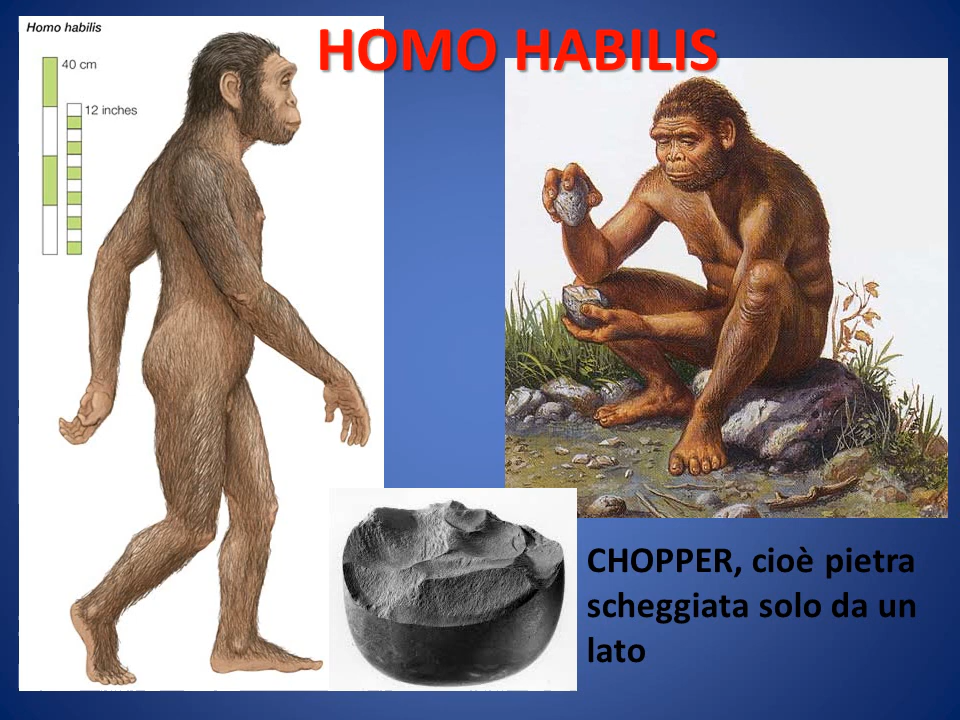 HOMO HABILIS
Homo habilis
40 cm
12 inches
CHOPPER, cioè pietra
scheggiata solo da un
lato